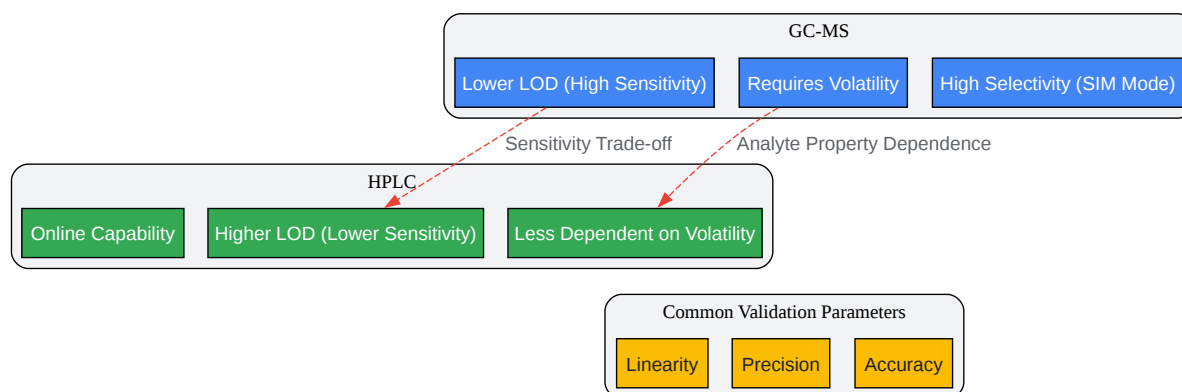 GC-MS
Lower LOD (High Sensitivity)
Requires Volatility
High Selectivity (SIM Mode)
Sensitivity Trade-off
Analyte Property Dependence
HPLC
Online Capability
Higher LOD (Lower Sensitivity)
Less Dependent on Volatility
Common Validation Parameters
Linearity
Precision
Accuracy